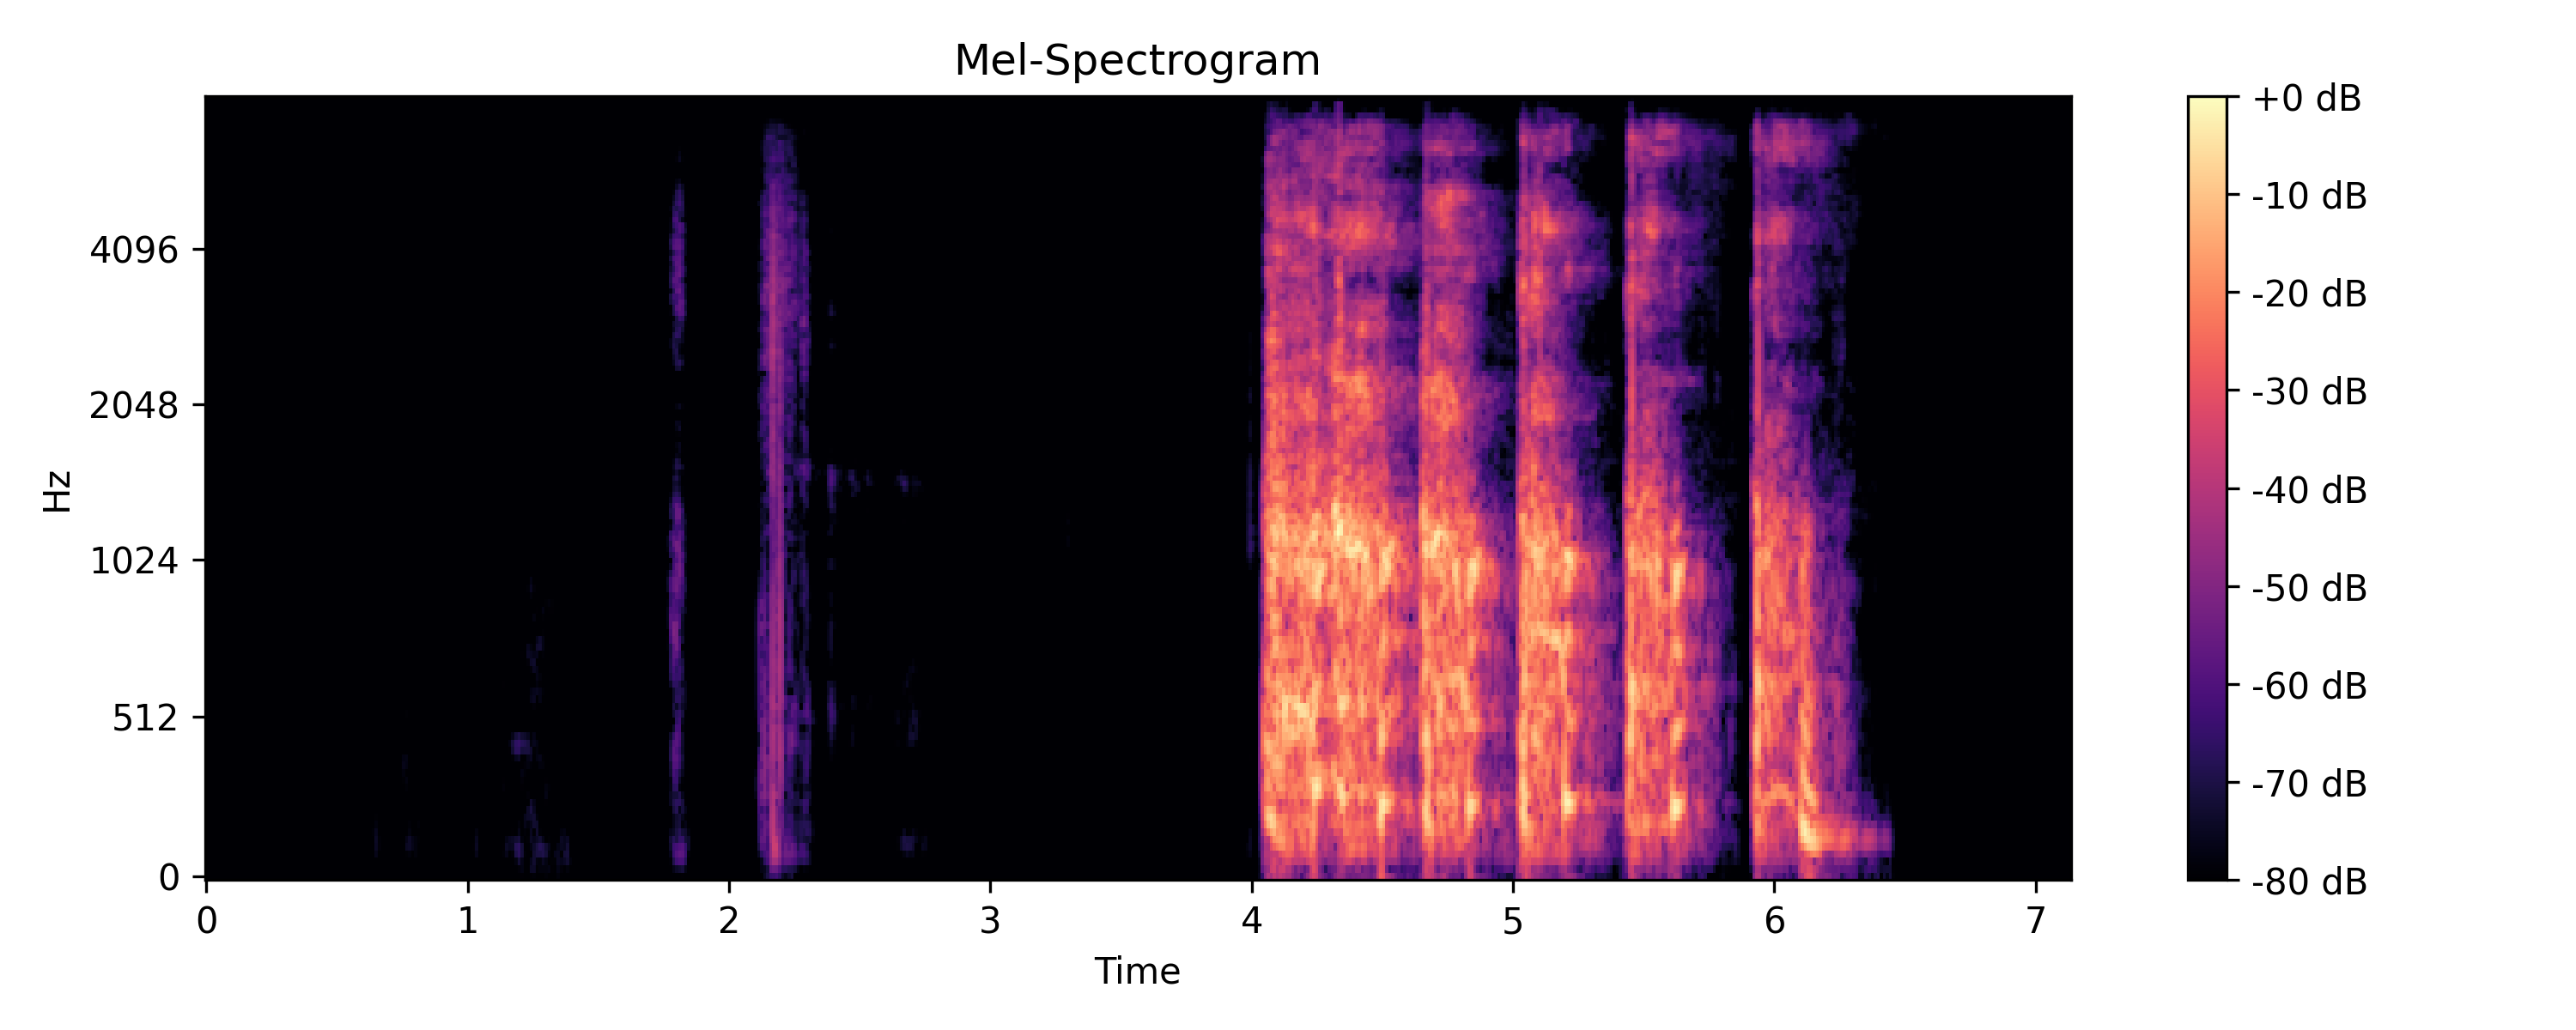 Mel-Spectrogram
+0 dB
-10 dB
-20 dB
-30 dB
-40 dB
-50 dB
-60 dB
-70 dB
-80 dB
4096
2048
1024
512
0
Hz
0 1 2 3 4 5 6 7
Time